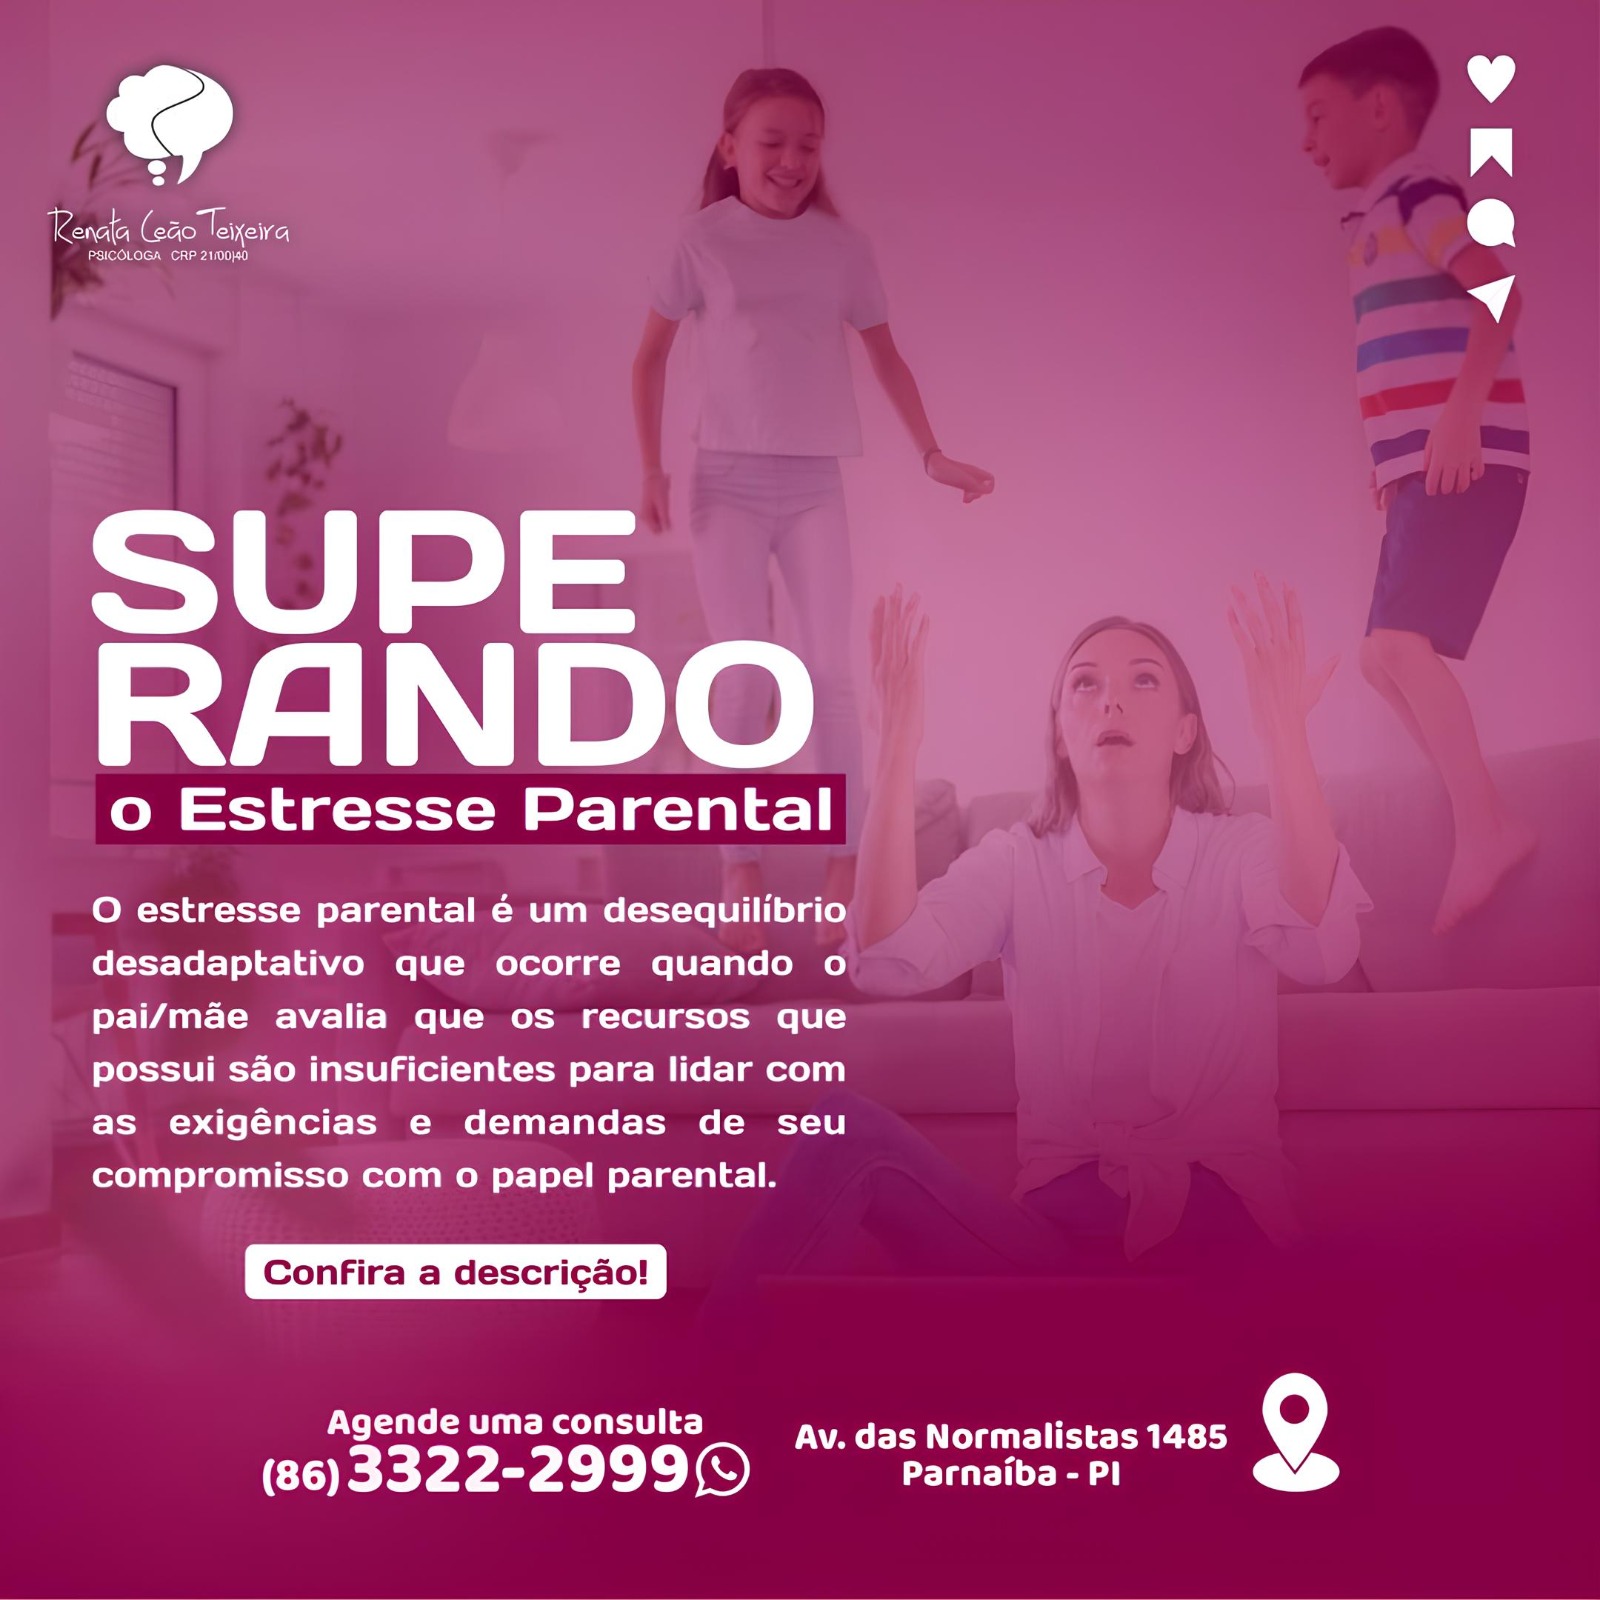 Renata Leão Teixeira
PSICÓLOGA CRP 21/00|40
SUPE
RANDO
o Estresse Parental
O estresse parental é um desequilíbrio
desadaptativo que ocorre quando o
pai/mãe avalia que os recursos que
possui são insuficientes para lidar com
as exigências e demandas de seu
compromisso com o papel parental.
Confira a descrição!
Agende uma consulta
(86) 3322-2999
Av. das Normalistas 1485
Parnaíba - PI